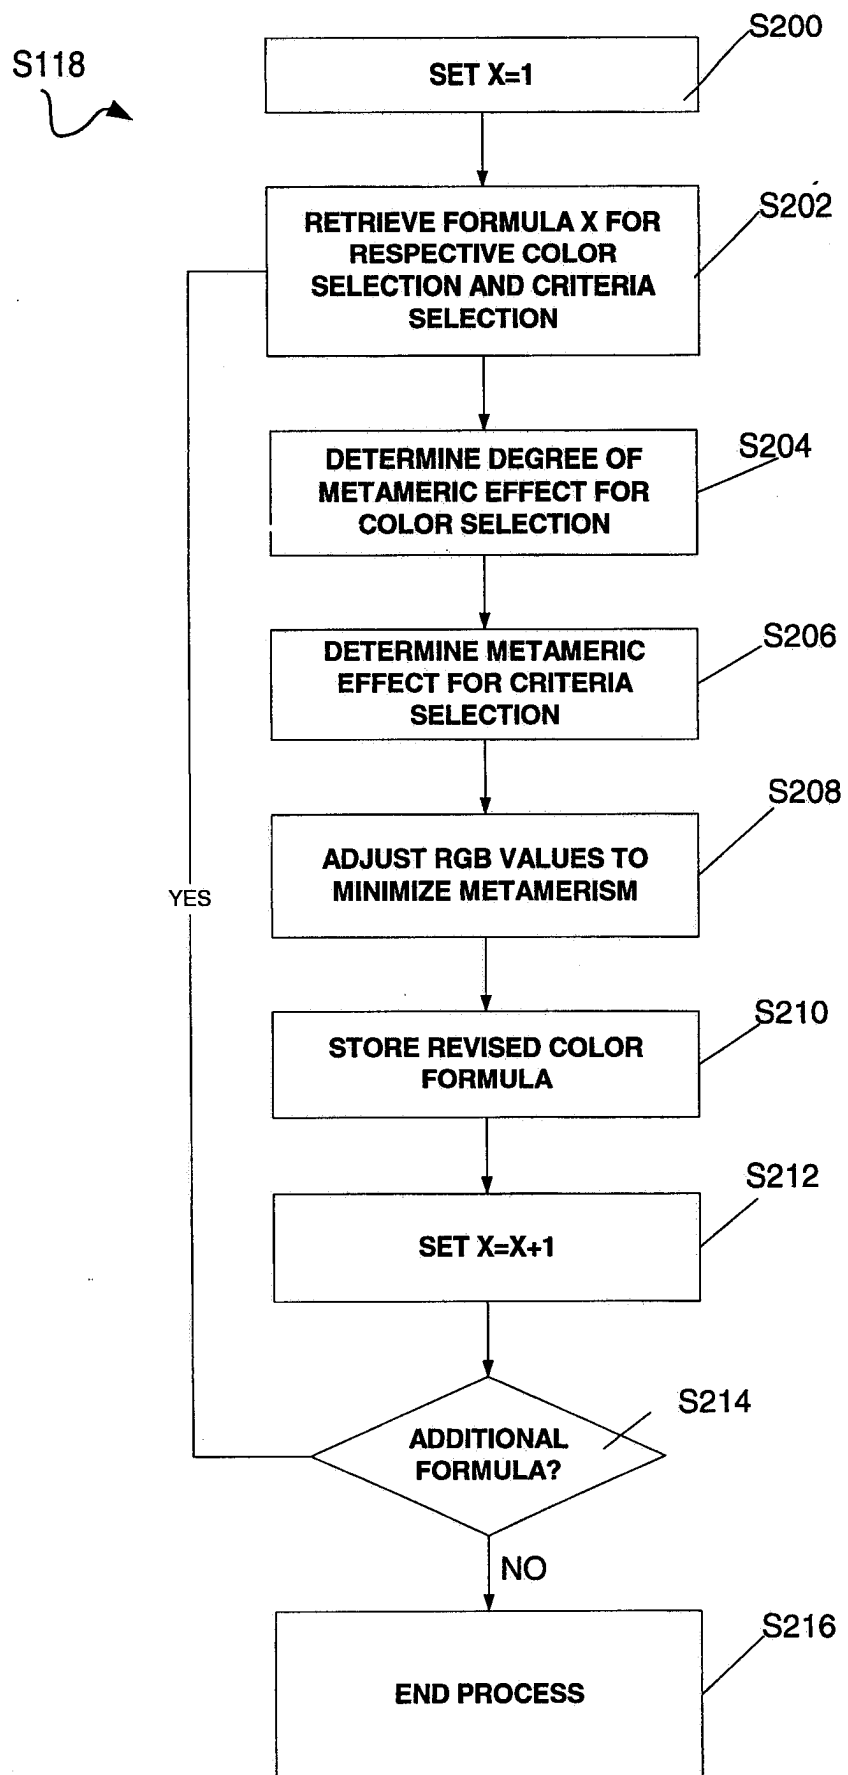 S200
S118
SET X=1
S202
RETRIEVE FORMULA X FOR
RESPECTIVE COLOR
SELECTION AND CRITERIA
SELECTION
S204
DETERMINE DEGREE OF
METAMERIC EFFECT FOR
COLOR SELECTION
S206
DETERMINE METAMERIC
EFFECT FOR CRITERIA
SELECTION
S208
ADJUST RGB VALUES TO
MINIMIZE METAMERISM
YES
S210
STORE REVISED COLOR
FORMULA
S212
SET X=X+1
S214
ADDITIONAL
FORMULA?
NO
S216
END PROCESS